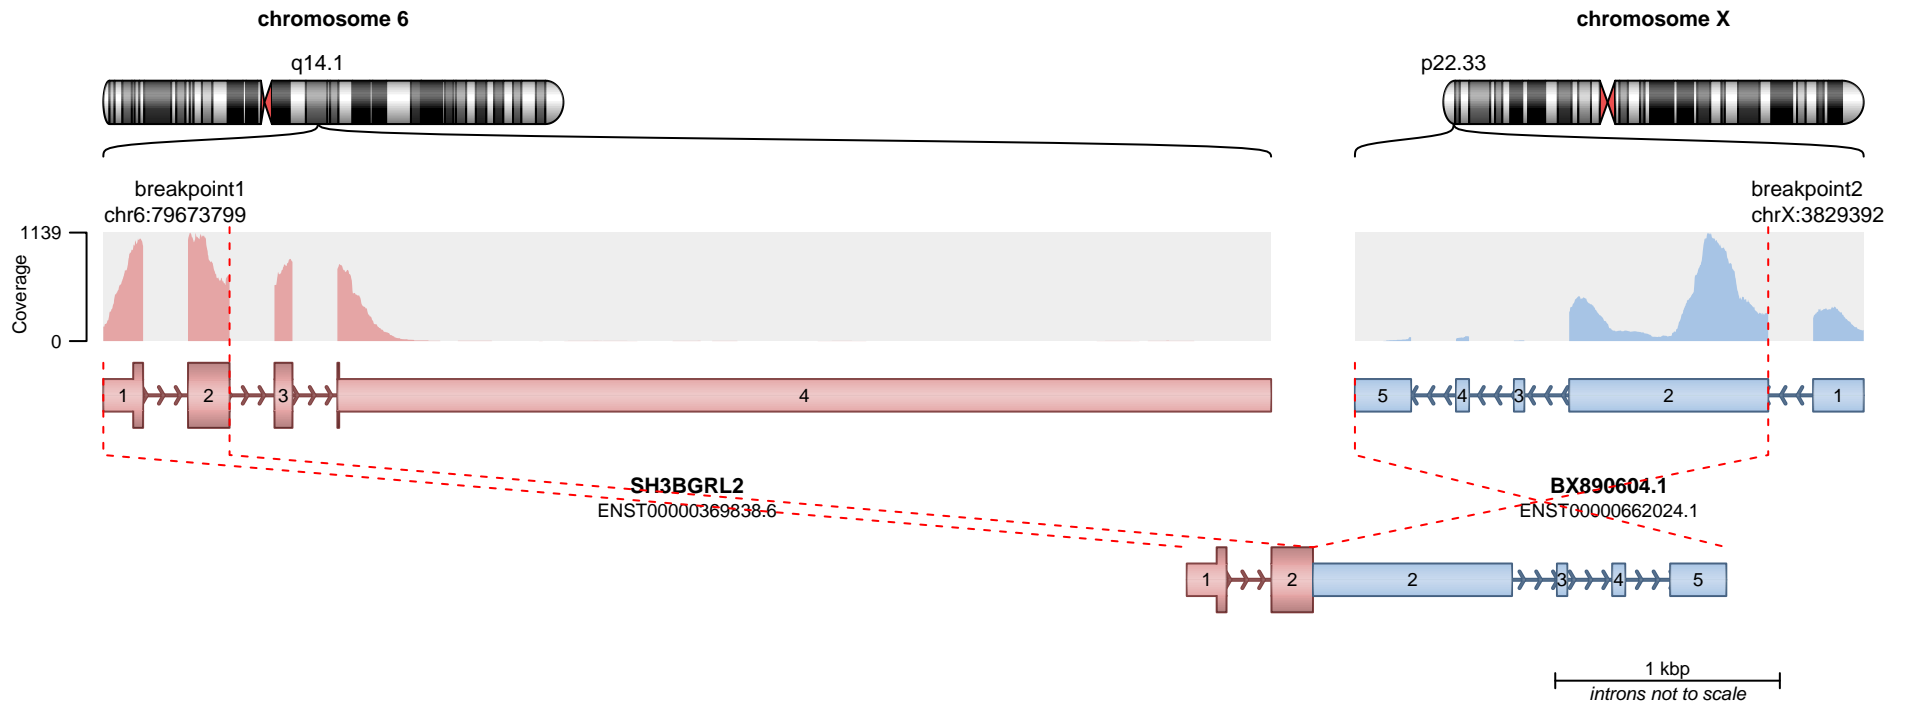 chromosome 6
chromosome X
q14.1
p22.33
breakpoint1
chr6:79673799
breakpoint2
chrX:3829392
1139
Coverage
0
1 2 3 4
5 4 3 2 1
SH3BGRL2
ENST00000369838.6
BX890604.1
ENST00000662024.1
1 2 2 3 4 5
1 kbp
introns not to scale